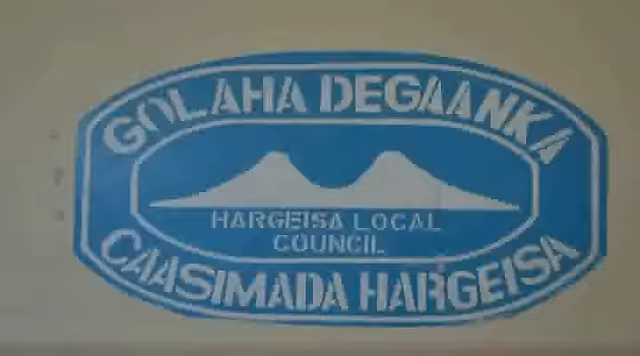 GOLAHA DEGAANKA
HARGEISA LOCAL
COUNCIL
CAASIMADA HARGEISA